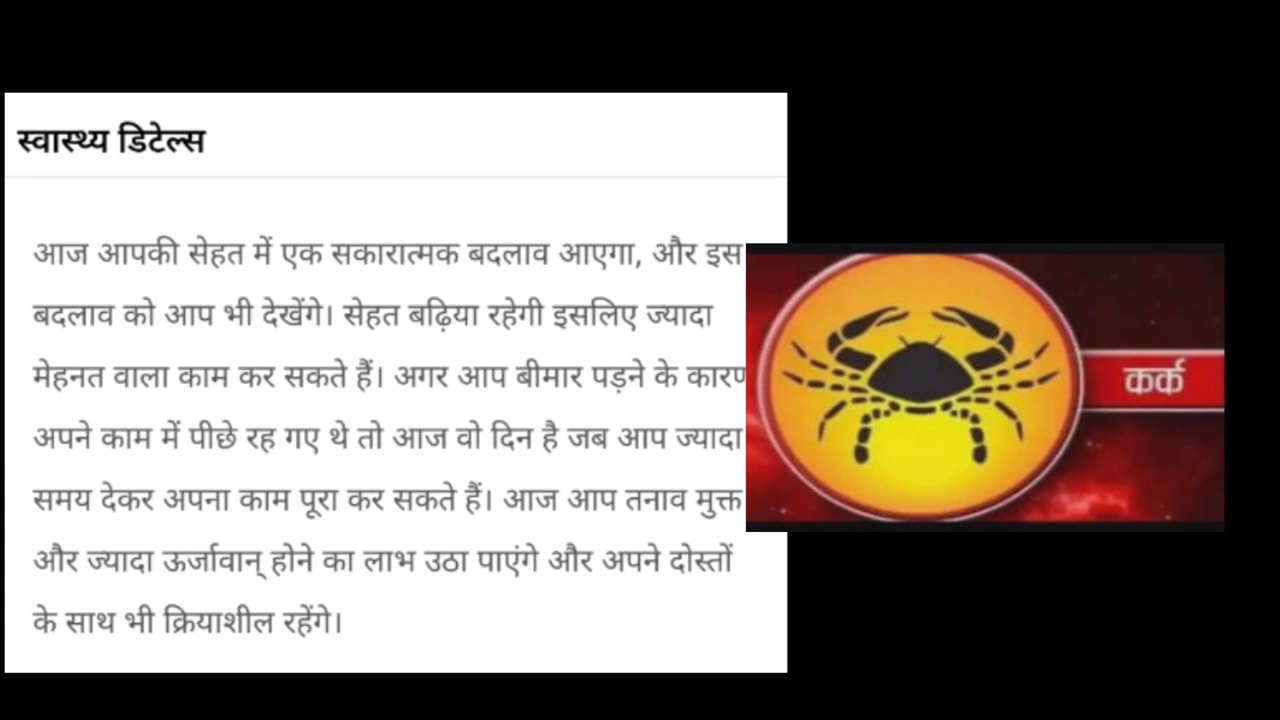 स्वास्थ्य डिटेल्स
आज आपकी सेहत में एक सकारात्मक बदलाव आएगा, और इस
बदलाव को आप भी देखेंगे। सेहत बढ़िया रहेगी इसलिए ज्यादा
मेहनत वाला काम कर सकते हैं। अगर आप बीमार पड़ने के कारण
अपने काम में पीछे रह गए थे तो आज वो दिन है जब आप ज्यादा
समय देकर अपना काम पूरा कर सकते हैं। आज आप तनाव मुक्त
और ज्यादा ऊर्जावान् होने का लाभ उठा पाएंगे और अपने दोस्तों
के साथ भी क्रियाशील रहेंगे।
कर्क